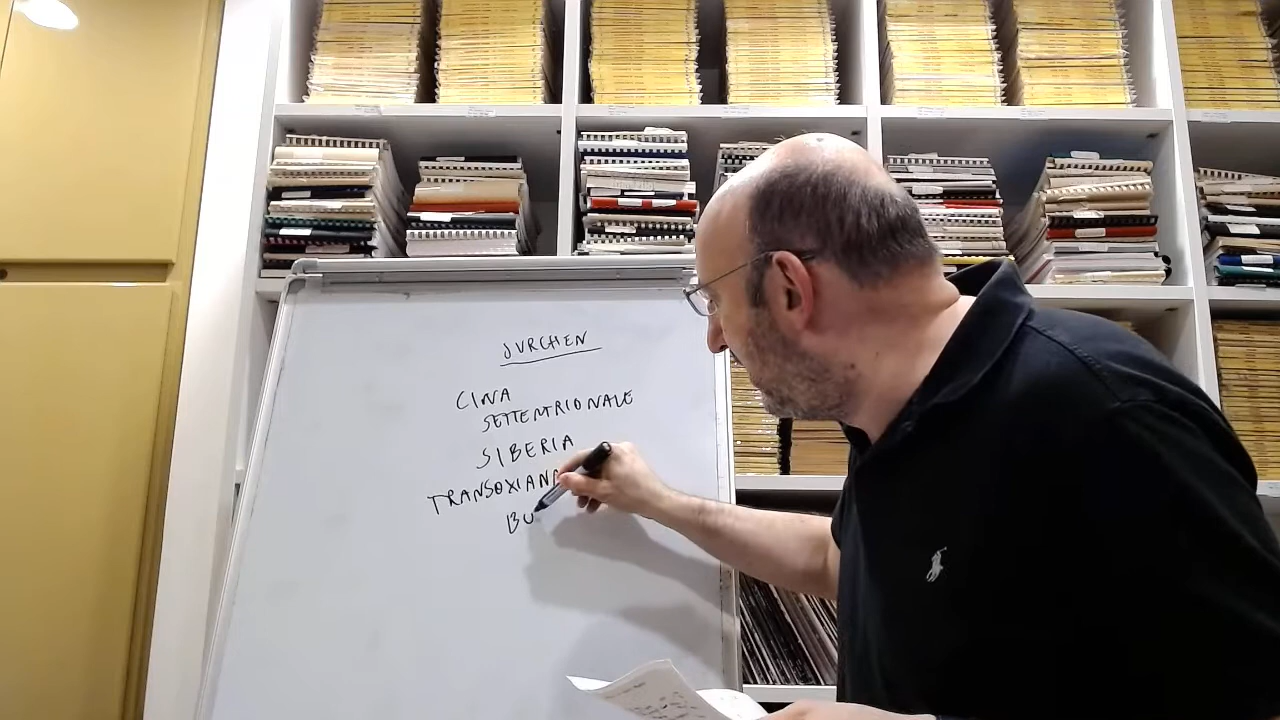 JURCHEN
CINA
SETTENTRIONALE
SIBERIA
TRANSOXIANA
BU